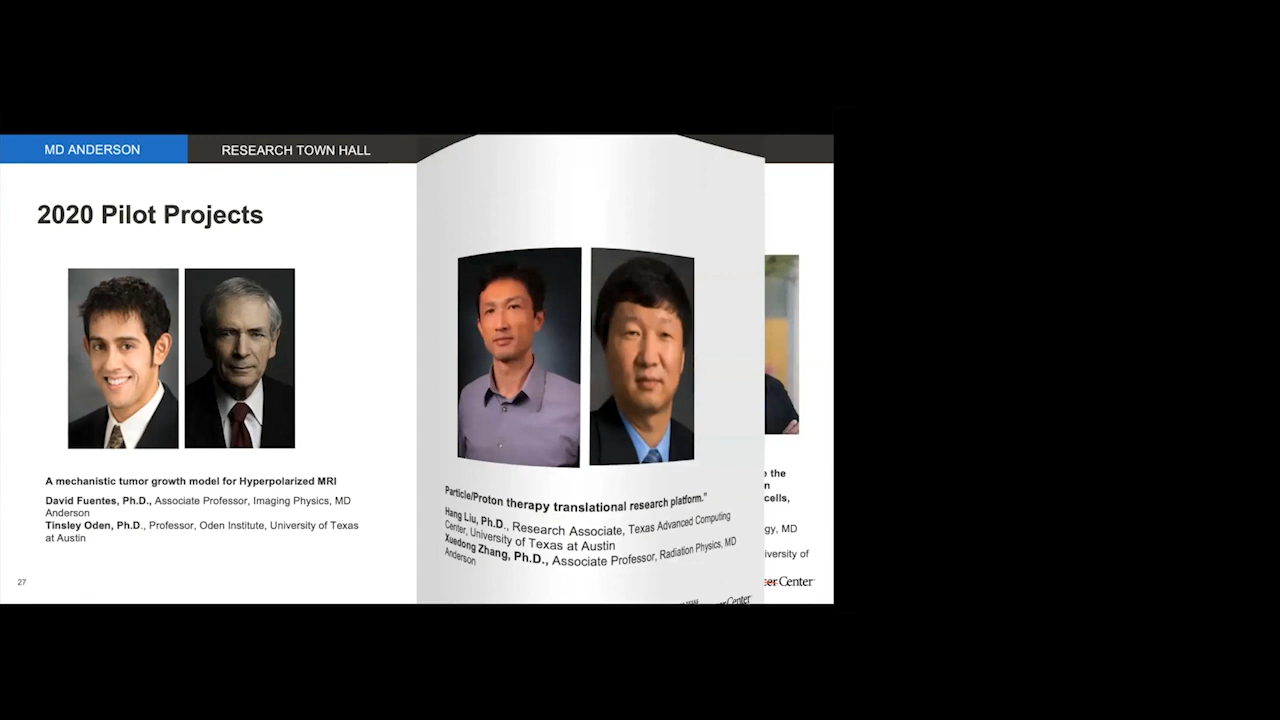 MD ANDERSON
RESEARCH TOWN HALL
2020 Pilot Projects
A mechanistic tumor growth model for Hyperpolarized MRI
David Fuentes, Ph.D., Associate Professor, Imaging Physics, MD
Anderson
Tinsley Oden, Ph.D., Professor, Oden Institute, University of Texas
at Austin
27
Particle/Proton therapy translational research platform."
Hang Liu, Ph.D., Research Associate, Texas Advanced Computing
Center, University of Texas at Austin
Xuedong Zhang, Ph.D., Associate Professor, Radiation Physics, MD
Anderson
Center
e the
n
cells,
gy, MD
iversity of
cer Center